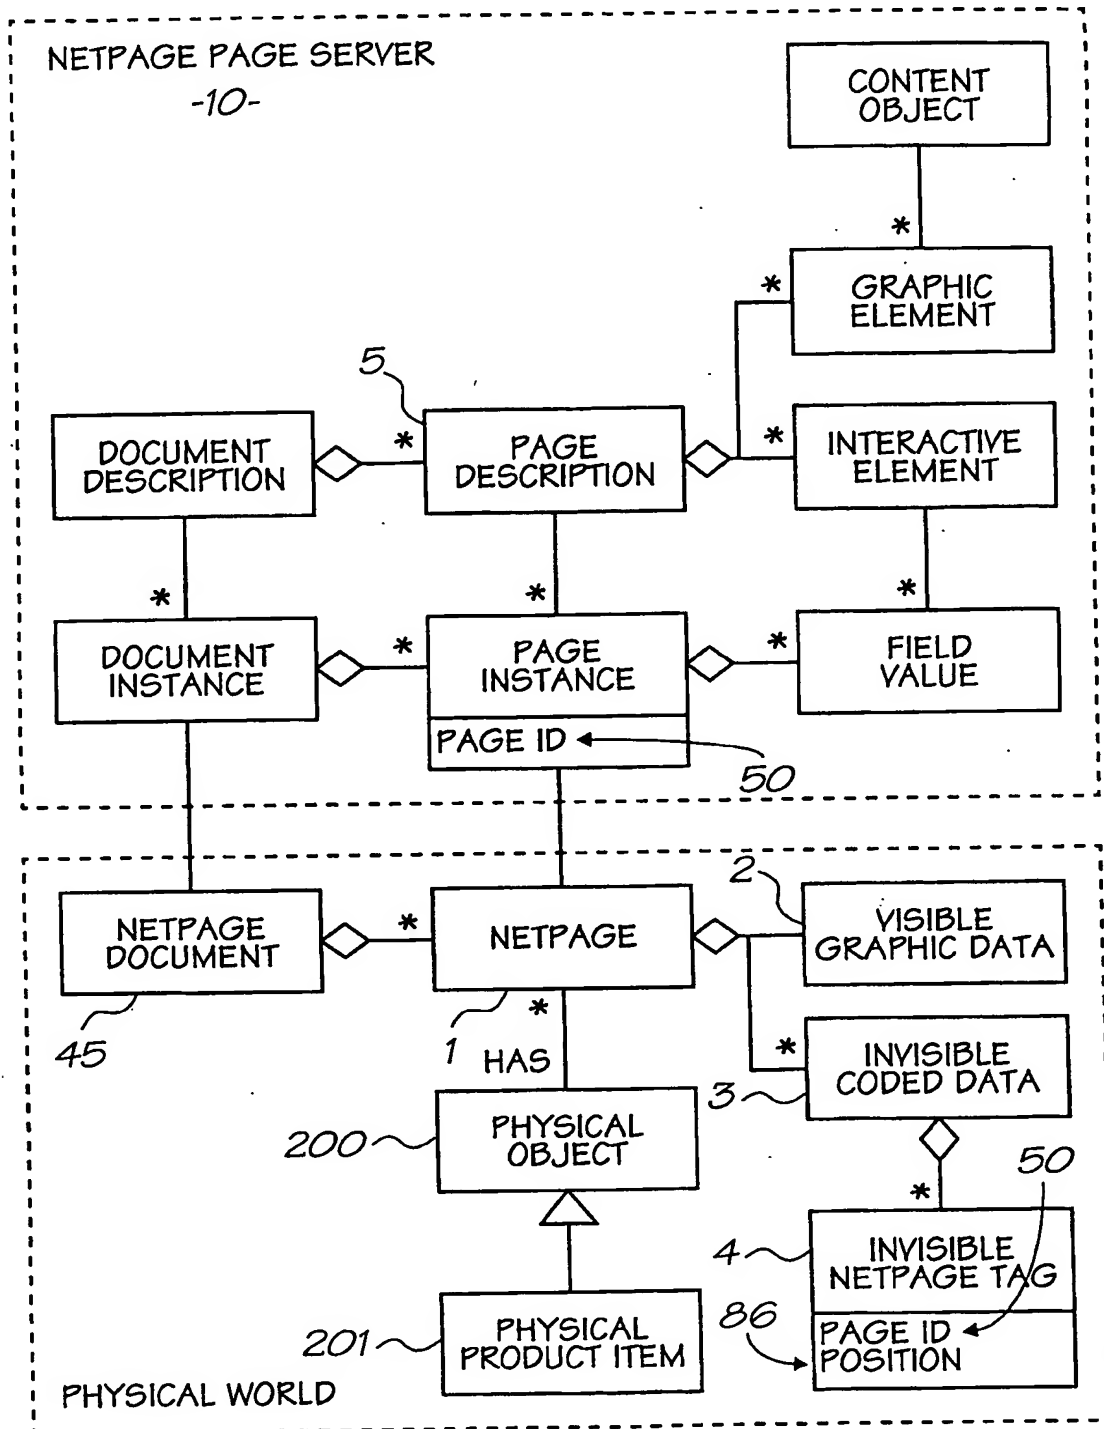 NETPAGE PAGE SERVER
-10-
CONTENT
OBJECT
*
GRAPHIC
ELEMENT
*
5
DOCUMENT
DESCRIPTION
*
PAGE
DESCRIPTION
*
INTERACTIVE
ELEMENT
*
*
*
DOCUMENT
INSTANCE
*
PAGE
INSTANCE
*
FIELD
VALUE
PAGE ID
50
NETPAGE
DOCUMENT
45
*
NETPAGE
1
2
VISIBLE
GRAPHIC DATA
*
HAS
*
INVISIBLE
CODED DATA
3
200
PHYSICAL
OBJECT
*
50
4
INVISIBLE
NETPAGE TAG
86
PAGE ID
POSITION
201
PHYSICAL
PRODUCT ITEM
PHYSICAL WORLD